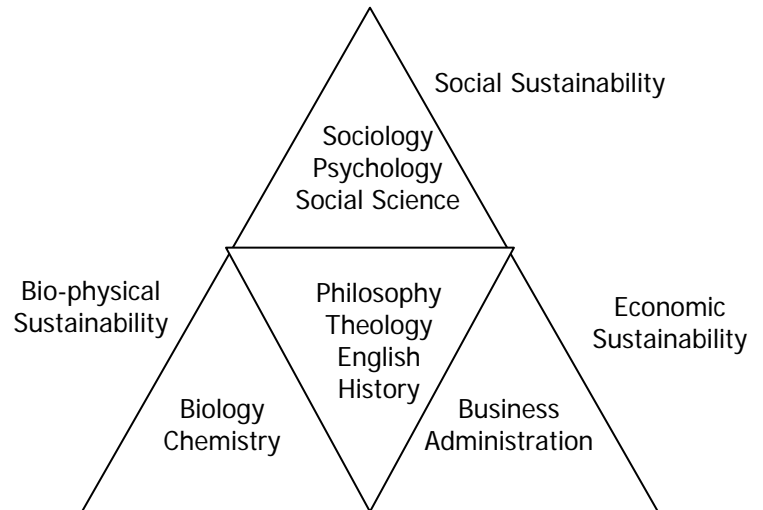 Social Sustainability
Sociology
Psychology
Social Science
Bio-physical
Sustainability
Philosophy
Theology
English
History
Economic
Sustainability
Biology
Chemistry
Business
Administration